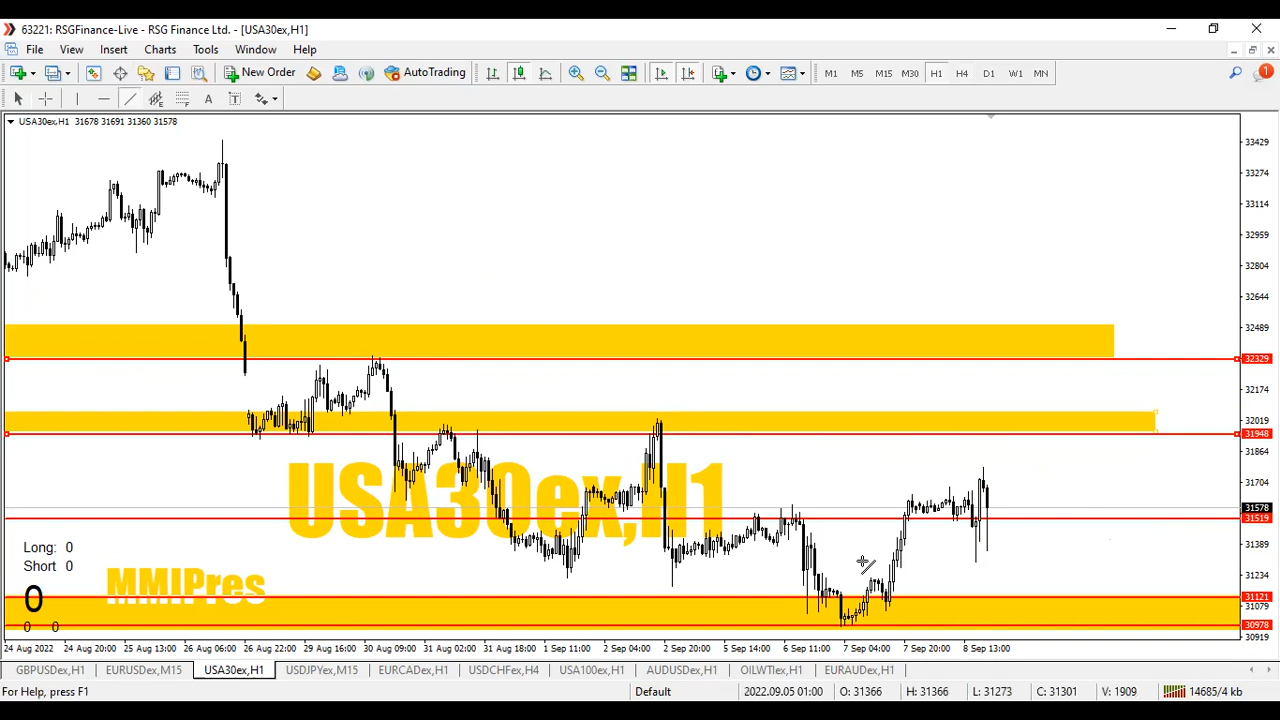 63221: RSGFinance-Live - RSG Finance Ltd. - [USA30ex,H1]
File View Insert Charts Tools Window Help
New Order AutoTrading M1 M5 M15 M30 H1 H4 D1 W1 MN 1
A T
USA30ex,H1 31678 31691 31360 31578
33429
33274
33114
32959
32804
32644
32489
32329
32174
32019
31948
31864
31704
31578
31519
31389
31234
31121
31079
30978
30919
USA30ex,H1
MMIPres
Long: 0
Short 0
0
0 0
24 Aug 2022 24 Aug 20:00 25 Aug 13:00 26 Aug 06:00 26 Aug 23:00 29 Aug 16:00 30 Aug 09:00 31 Aug 02:00 31 Aug 18:00 1 Sep 11:00 2 Sep 04:00 2 Sep 20:00 5 Sep 14:00 6 Sep 11:00 7 Sep 04:00 7 Sep 20:00 8 Sep 13:00
GBPUSDex,H1 EURUSDex,M15 USA30ex,H1 USDJPYex,M15 EURCADex,H1 USDCHFex,H4 USA100ex,H1 AUDUSDex,H1 OILWTIex,H1 EURAUDex,H1
For Help, press F1 Default 2022.09.05 01:00 O: 31366 H: 31366 L: 31273 C: 31301 V: 1909 14685/4 kb